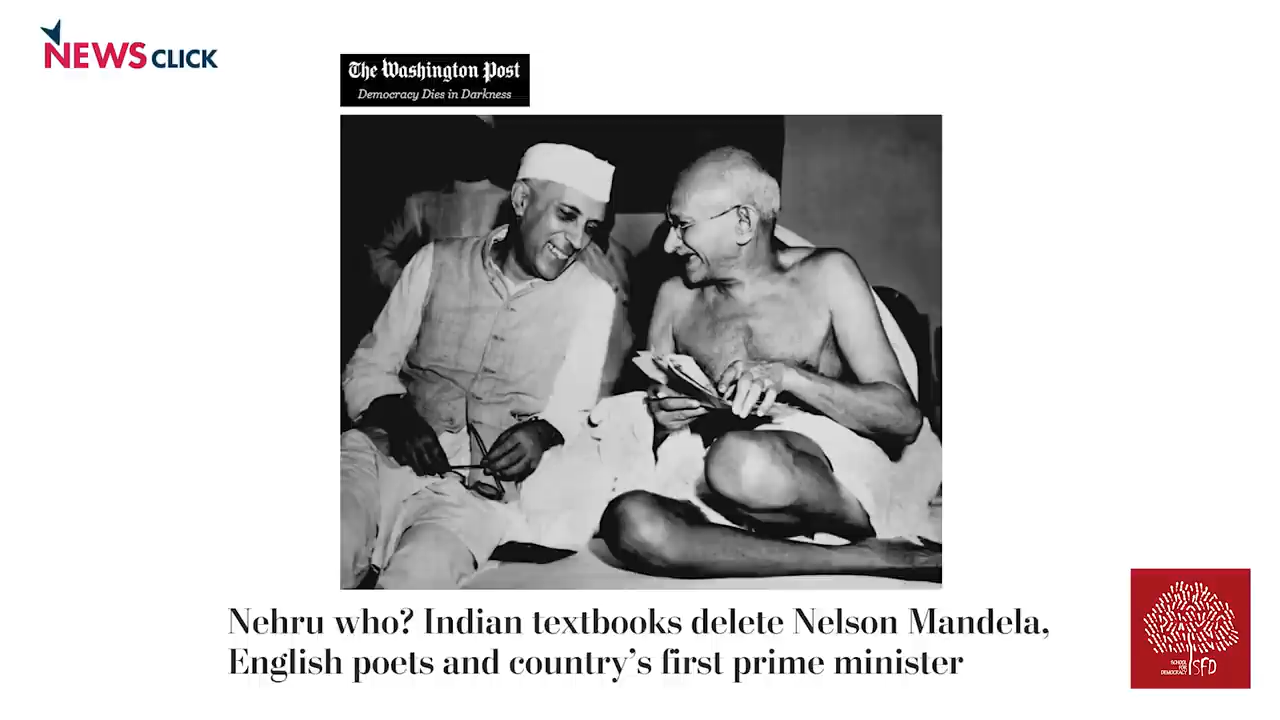 NEWS CLICK
The Washington Post
Democracy Dies in Darkness
Nehru who? Indian textbooks delete Nelson Mandela,
English poets and country's first prime minister
SCHOOL
FOR
DEMOCRACY
SFD